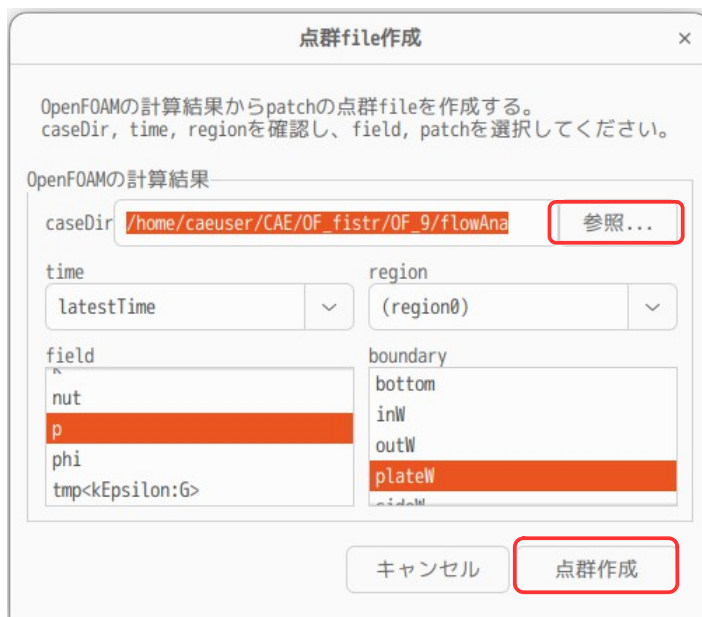 点群file作成
×
OpenFOAMの計算結果からpatchの点群fileを作成する。
caseDir, time, regionを確認し、field, patchを選択してください。
OpenFOAMの計算結果
caseDir /home/caeuser/CAE/OF_fistr/OF_9/flowAna 参照...
time region
latestTime (region0)
field boundary
bottom
nut
inW
p
outW
phi
plateW
tmp<kEpsilon:G>
キャンセル 点群作成